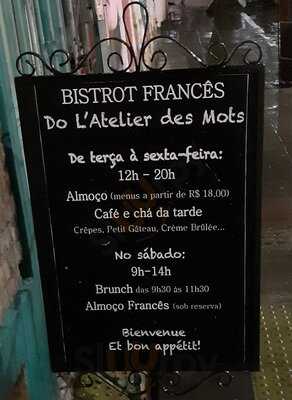 BISTROT FRANCÊS
Do L'Atelier des Mots
De terça à sexta-feira:
12h - 20h
Almoço (menus a partir de R$ 18,00)
Café e chá da tarde
Crêpes, Petit Gâteau, Crème Brûlée...
No sábado:
9h-14h
Brunch das 9h30 às 11h30
Almoço Francês (sob reserva)
Bienvenue
Et bon appétit!